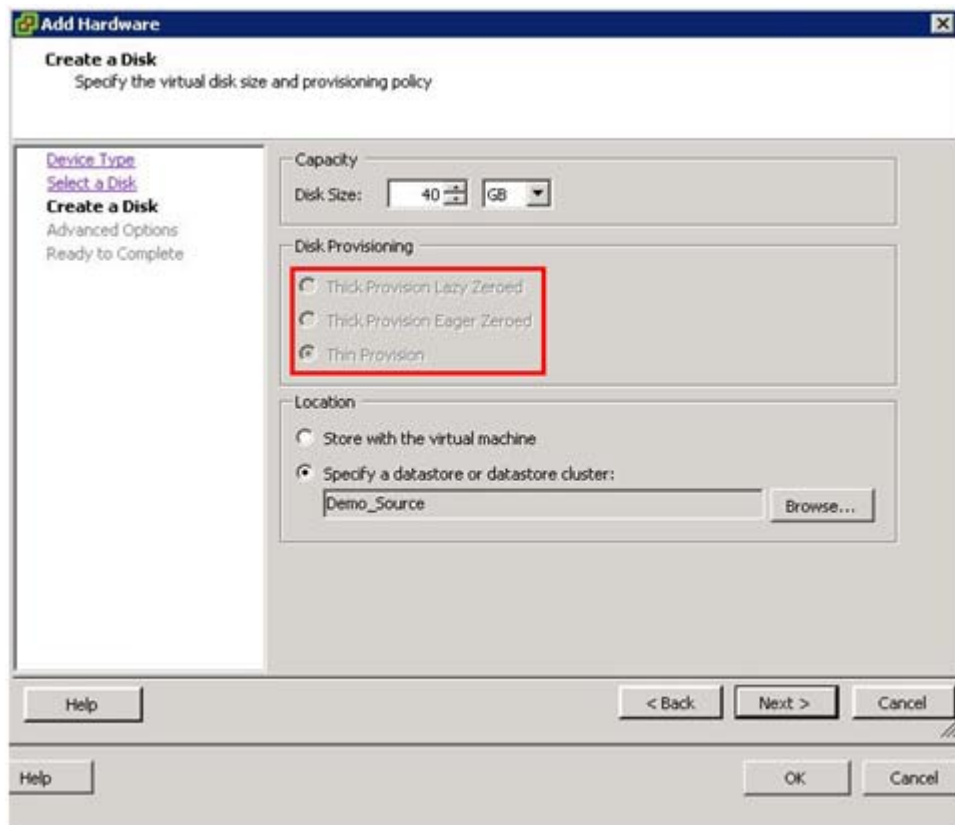 Add Hardware
Create a Disk
Specify the virtual disk size and provisioning policy
Device Type
Select a Disk
Create a Disk
Advanced Options
Ready to Complete
Capacity
Disk Size: 40 GB
Disk Provisioning
Thick Provision Lazy Zeroed
Thick Provision Eager Zeroed
Thin Provision
Location
Store with the virtual machine
Specify a datastore or datastore cluster:
Demo_Source
Browse...
Help
< Back
Next >
Cancel
Help
OK
Cancel